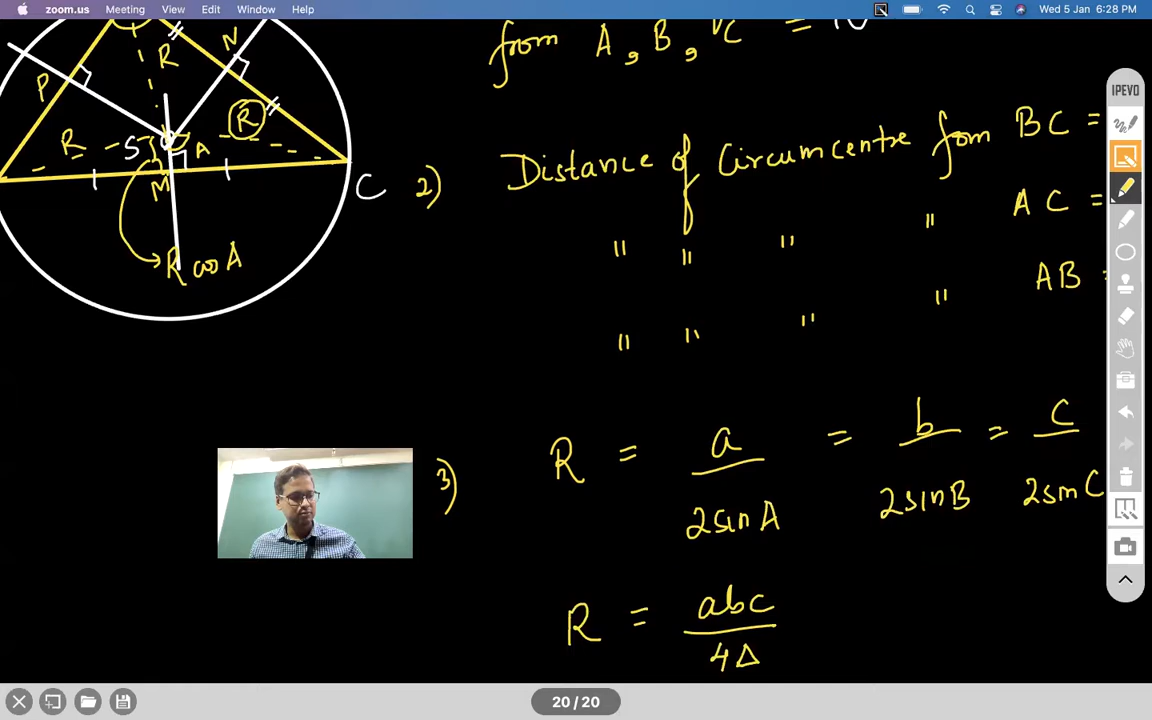 zoom.us Meeting View Edit Window Help
Wed 5 Jan 6:28 PM
IPEVO
from A, B, C = 
P R N
R S A R
M
C
R cos A
2) Distance of Circumcentre from BC =
" " " " AC =
" " " " AB =
3) R = a / 2sinA = b / 2sinB = c / 2sinC
R = abc / 4Δ
20 / 20